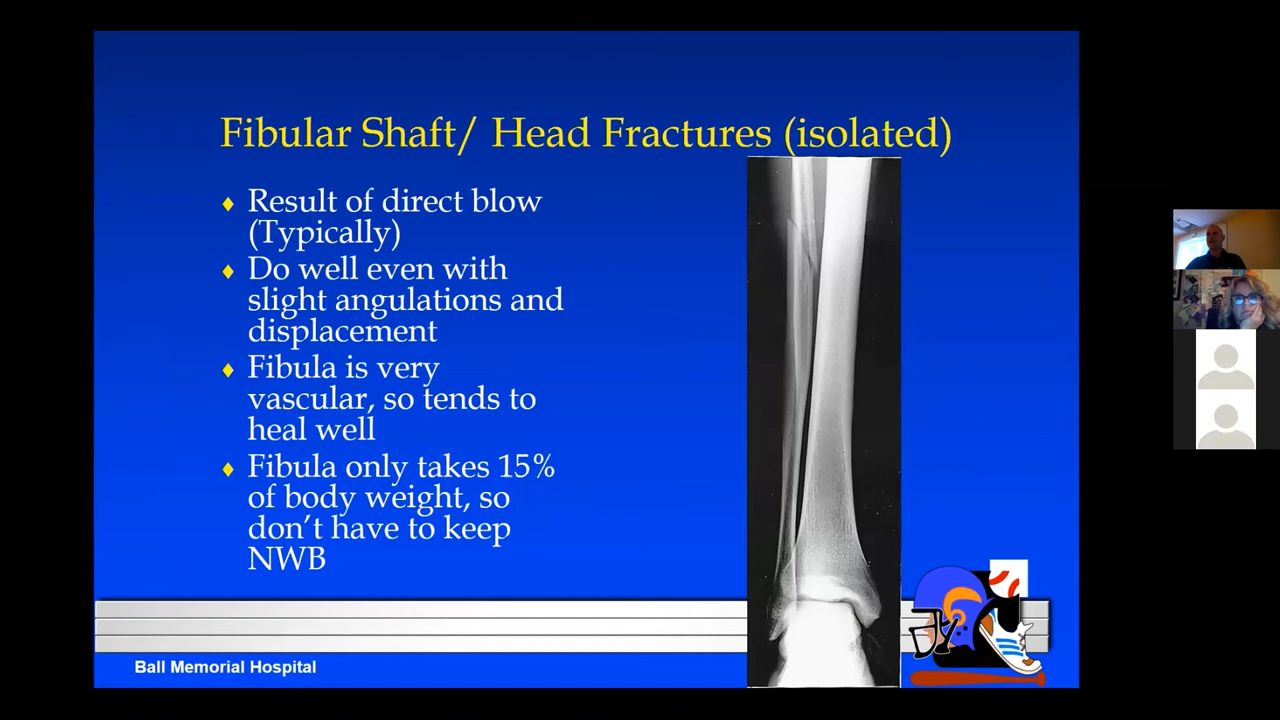 Fibular Shaft/ Head Fractures (isolated)
Result of direct blow
(Typically)
Do well even with
slight angulations and
displacement
Fibula is very
vascular, so tends to
heal well
Fibula only takes 15%
of body weight, so
don't have to keep
NWB
Ball Memorial Hospital